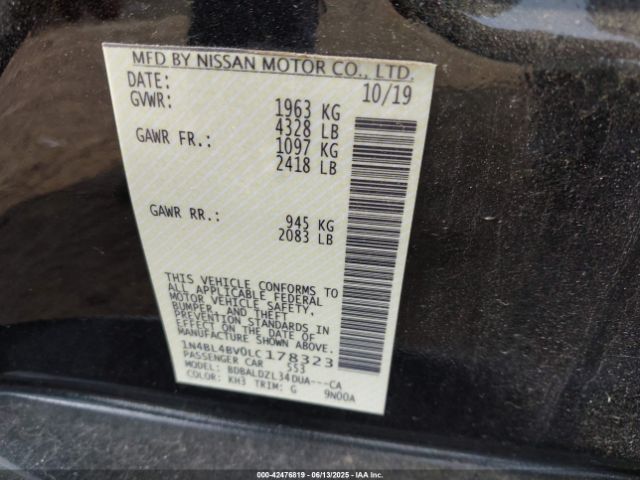 MFD BY NISSAN MOTOR CO., LTD.
DATE: 10/19
GVWR: 1963 KG
4328 LB
GAWR FR.: 1097 KG
2418 LB
GAWR RR.: 945 KG
2083 LB
THIS VEHICLE CONFORMS TO
ALL APPLICABLE FEDERAL
MOTOR VEHICLE SAFETY,
BUMPER, AND THEFT
PREVENTION STANDARDS IN
EFFECT ON THE DATE OF
MANUFACTURE SHOWN ABOVE.
1N4BL4BV0LC178323
PASSENGER CAR S53
MODEL: BDBALDZL34DUA---CA
COLOR: KH3 TRIM: G 9N00A
000-42476819 - 06/13/2025 - IAA Inc.